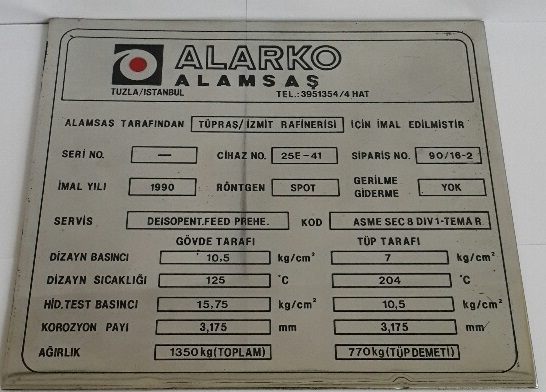 ALARKO
ALAMSAŞ
TUZLA/İSTANBUL TEL.:3951354/4 HAT
ALAMSAŞ TARAFINDAN TÜPRAŞ/İZMİT RAFİNERİSİ İÇİN İMAL EDİLMİŞTİR
SERİ NO. — CİHAZ NO. 25E-41 SİPARİŞ NO. 90/16-2
İMAL YILI 1990 RÖNTGEN SPOT GERİLME GİDERME YOK
SERVİS DEISOPENT.FEED PREHE. KOD ASME SEC 8 DIV 1-TEMA R
GÖVDE TARAFI TÜP TARAFI
DİZAYN BASINCI 10,5 kg/cm² 7 kg/cm²
DİZAYN SICAKLIĞI 125 °C 204 °C
HİD.TEST BASINCI 15,75 kg/cm² 10,5 kg/cm²
KOROZYON PAYI 3,175 mm 3,175 mm
AĞIRLIK 1350 kg(TOPLAM) 770 kg(TÜP DEMETİ)